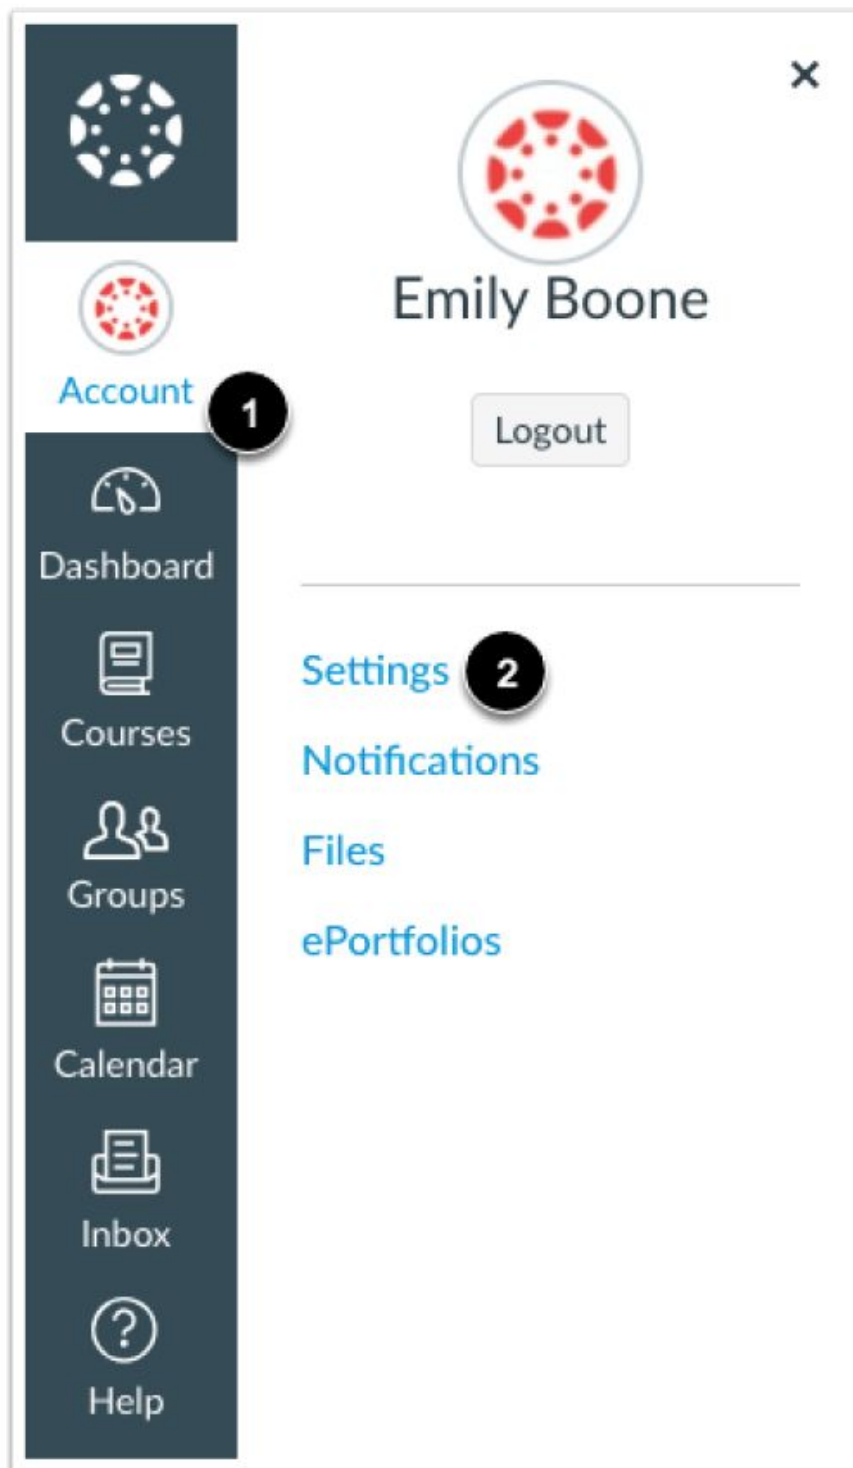 Emily Boone
Account
1
Logout
Dashboard
Settings 2
Courses
Notifications
Files
Groups
ePortfolios
Calendar
Inbox
?
Help